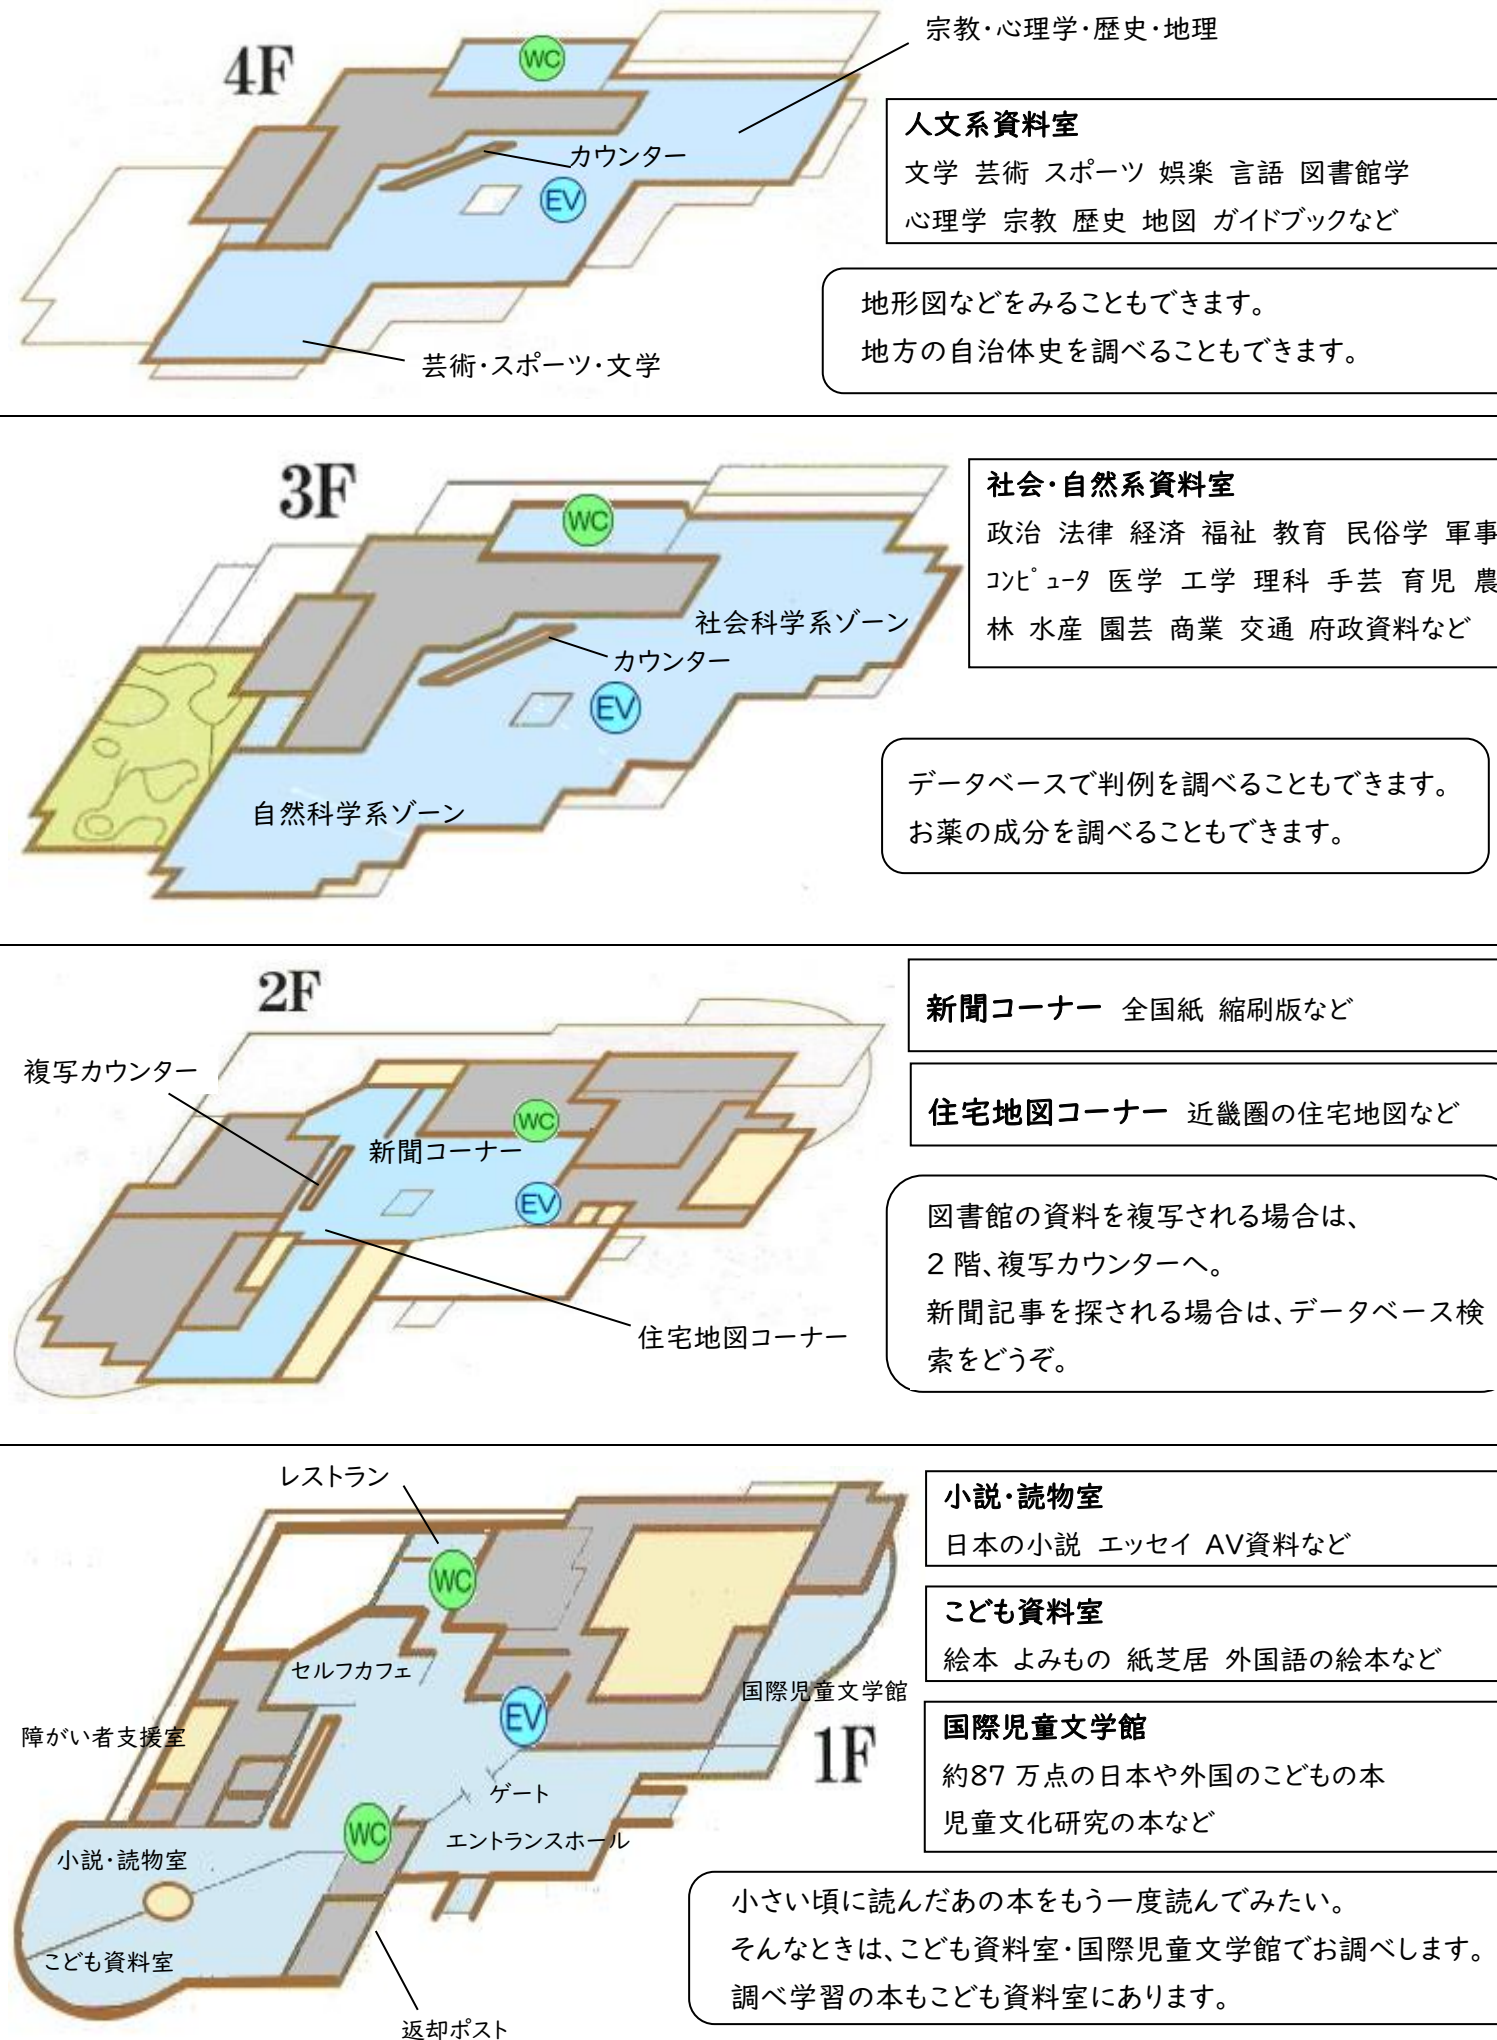 宗教・心理学・歴史・地理
4F
WC
カウンター
EV
芸術・スポーツ・文学
人文系資料室
文学 芸術 スポーツ 娯楽 言語 図書館学
心理学 宗教 歴史 地図 ガイドブックなど
地形図などをみることもできます。
地方の自治体史を調べることもできます。
3F
WC
社会科学系ゾーン
カウンター
EV
自然科学系ゾーン
社会・自然系資料室
政治 法律 経済 福祉 教育 民俗学 軍事
コンピュータ 医学 工学 理科 手芸 育児 農
林 水産 園芸 商業 交通 府政資料など
データベースで判例を調べることもできます。
お薬の成分を調べることもできます。
2F
複写カウンター
WC
新聞コーナー
EV
住宅地図コーナー
新聞コーナー 全国紙 縮刷版など
住宅地図コーナー 近畿圏の住宅地図など
図書館の資料を複写される場合は、
2階、複写カウンターへ。
新聞記事を探される場合は、データベース検
索をどうぞ。
レストラン
WC
セルフカフェ
国際児童文学館
EV
障がい者支援室
1F
ゲート
WC
エントランスホール
小説・読物室
こども資料室
返却ポスト
小説・読物室
日本の小説 エッセイ AV資料など
こども資料室
絵本 よみもの 紙芝居 外国語の絵本など
国際児童文学館
約87万点の日本や外国のこどもの本
児童文化研究の本など
小さい頃に読んだあの本をもう一度読んでみたい。
そんなときは、こども資料室・国際児童文学館でお調べします。
調べ学習の本もこども資料室にあります。